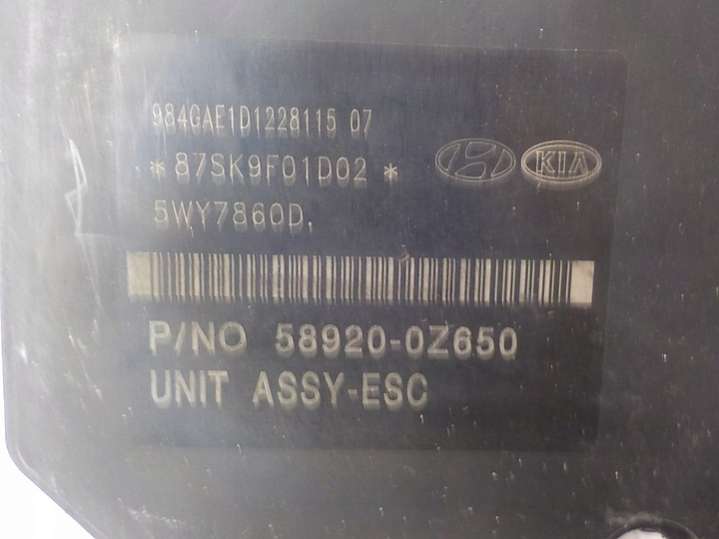 984GAE1D1228115 07
*87SK9F01D02*
KIA
5WY7860D.
P/NO 58920-0Z650
UNIT ASSY-ESC